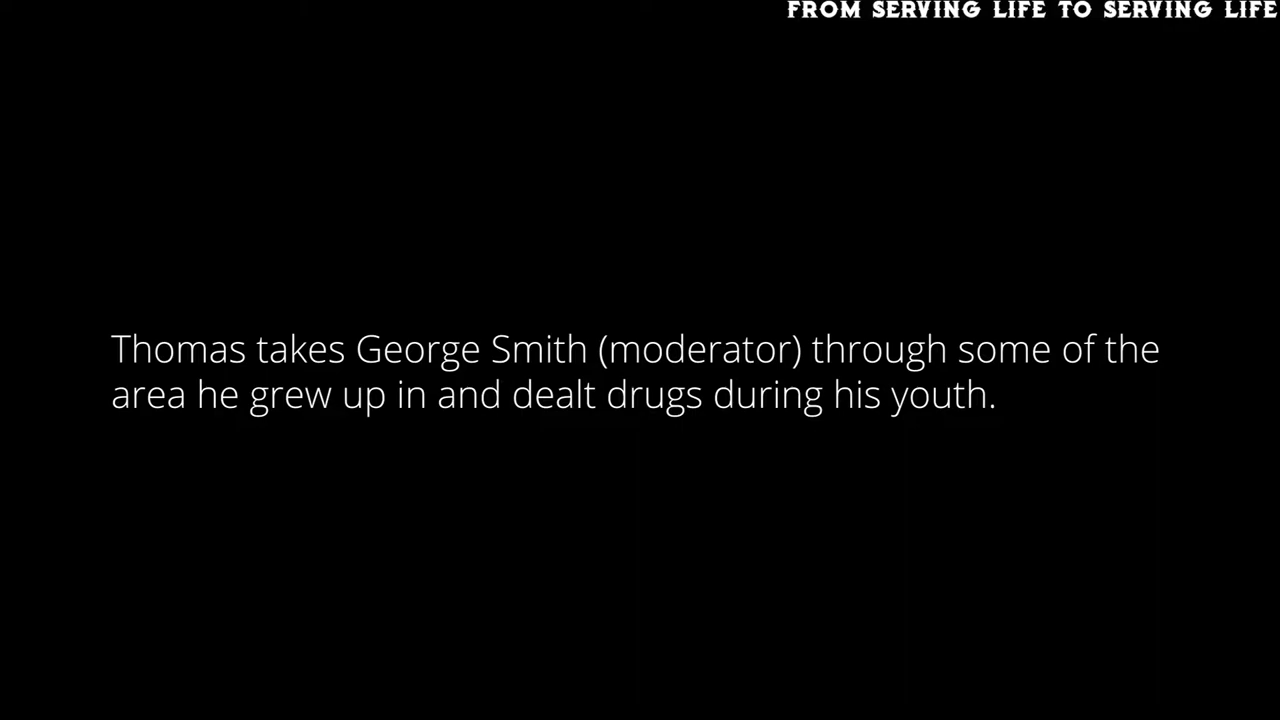 FROM SERVING LIFE TO SERVING LIFE
Thomas takes George Smith (moderator) through some of the
area he grew up in and dealt drugs during his youth.